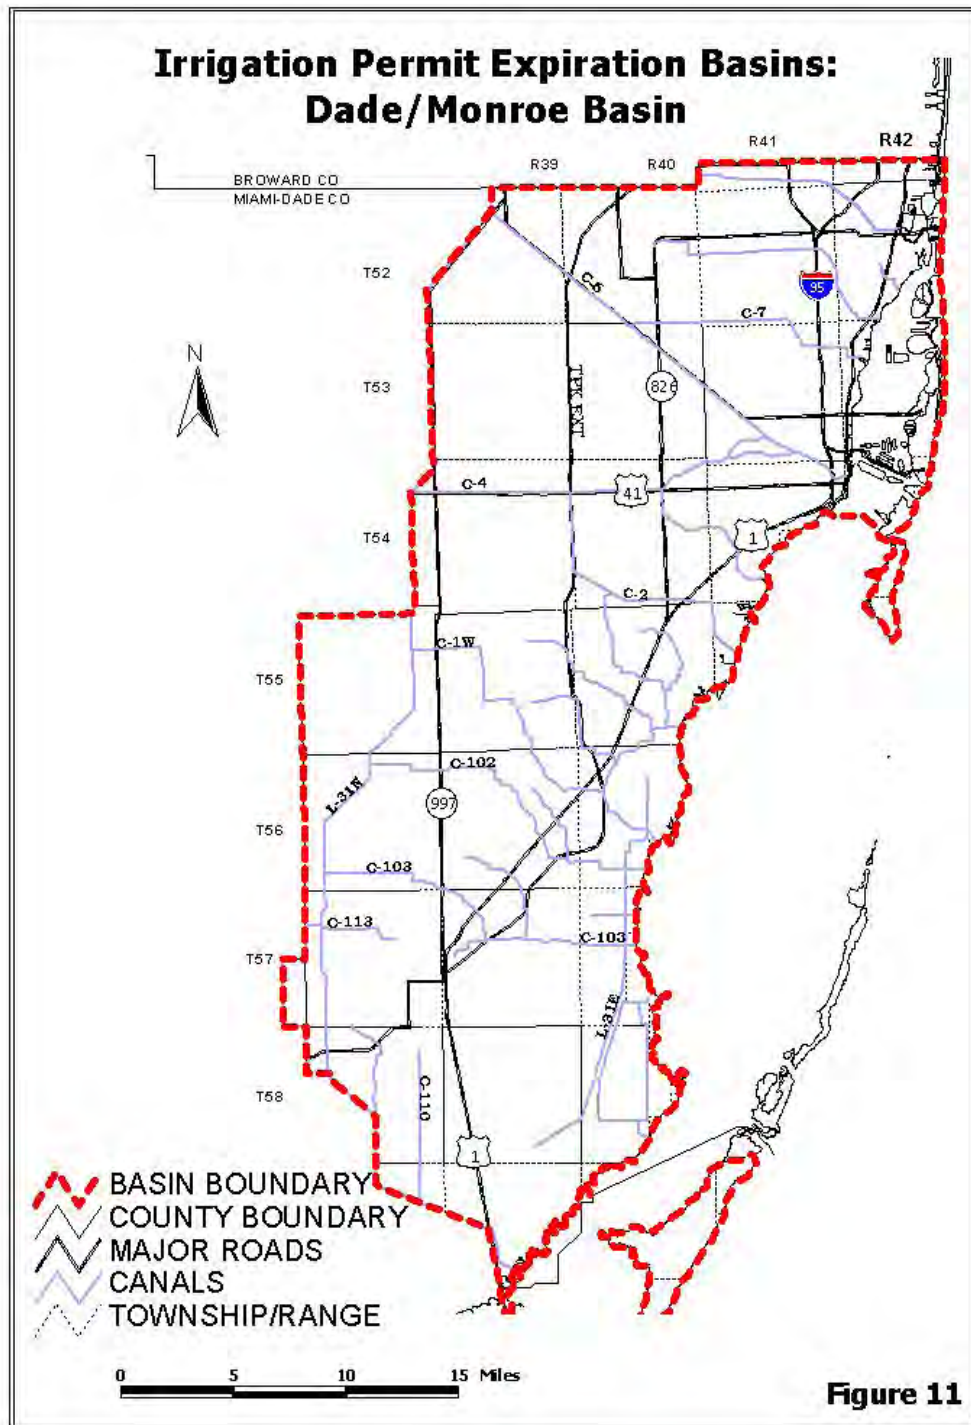 Irrigation Permit Expiration Basins:
Dade/Monroe Basin
R39
R40
R41
R42
BROWARD CO
MIAMI-DADE CO
T52
C-6
95
C-7
N
T53
TPK EXT
826
C-4
41
T54
1
C-2
C-1W
T55
C-102
L-31N
997
T56
C-103
C-113
C-103
T57
L-31E
T58
C-110
1
BASIN BOUNDARY
COUNTY BOUNDARY
MAJOR ROADS
CANALS
TOWNSHIP/RANGE
0 5 10 15 Miles
Figure 11